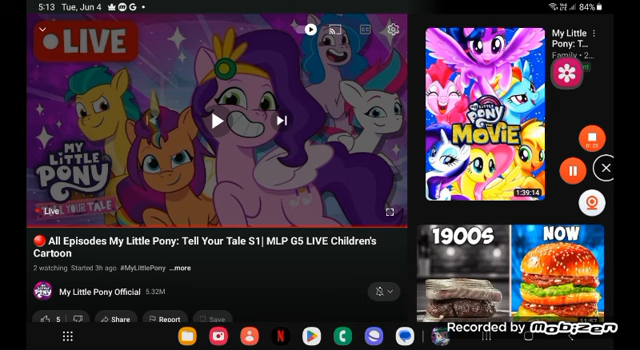 5:13 Tue, Jun 4
84%
LIVE
MY
LITTLE
PONY
TELL YOUR TALE
Live
🔴 All Episodes My Little Pony: Tell Your Tale S1| MLP G5 LIVE Children's
Cartoon
2 watching Started 3h ago #MyLittlePony ...more
My Little Pony Official 5.32M
5
Share
Report
Save
My Little
Pony: T...
Family • 2...
MY LITTLE
PONY
THE
MOVIE
1:39:14
1900s
NOW
11:57
Recorded by mobizen